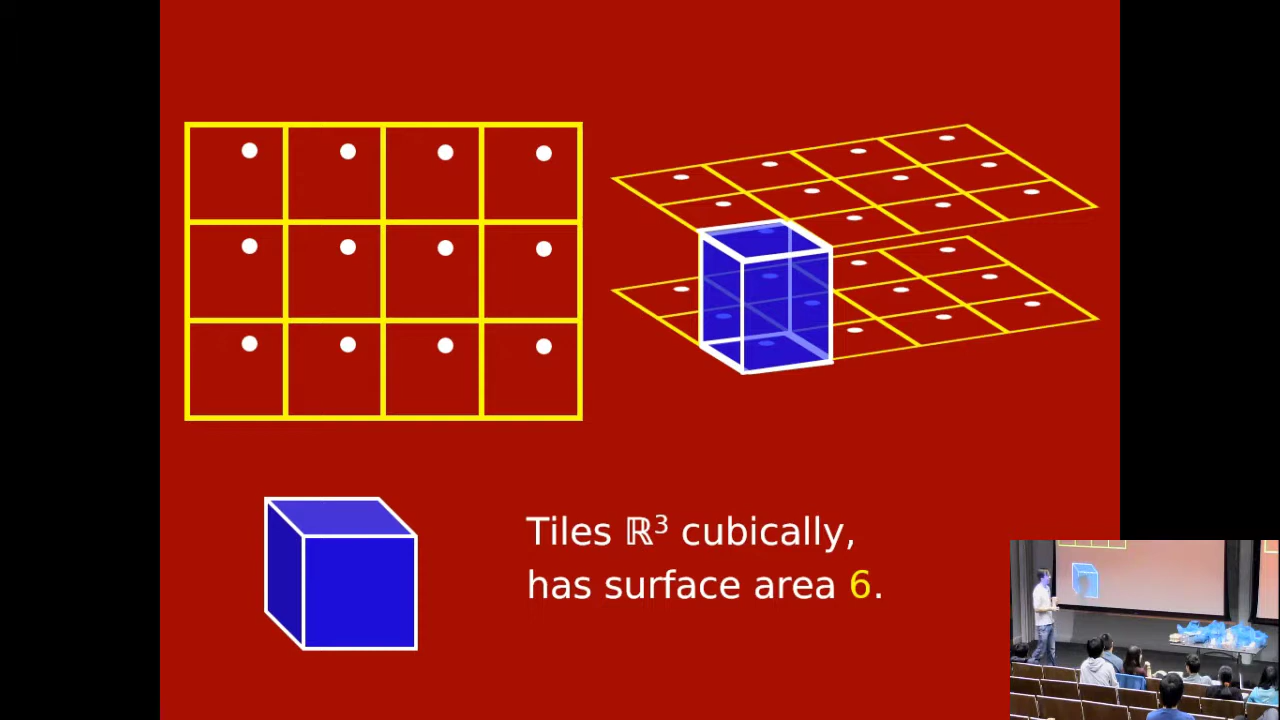 Tiles ℝ³ cubically,
has surface area 6.